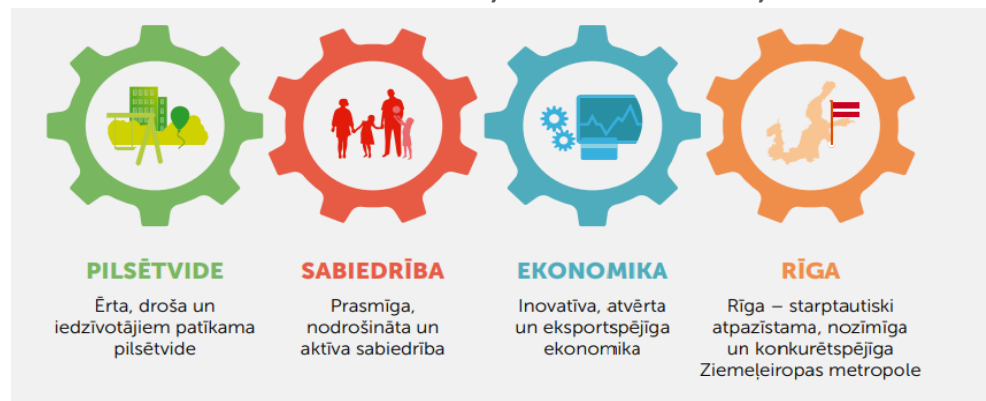 PILSĒTVIDE
Ērta, droša un
iedzīvotājiem patīkama
pilsētvide
SABIEDRĪBA
Prasmīga,
nodrošināta un
aktīva sabiedrība
EKONOMIKA
Inovatīva, atvērta
un eksportspējīga
ekonomika
RĪGA
Rīga – starptautiski
atpazīstama, nozīmīga
un konkurētspējīga
Ziemeļeiropas metropole